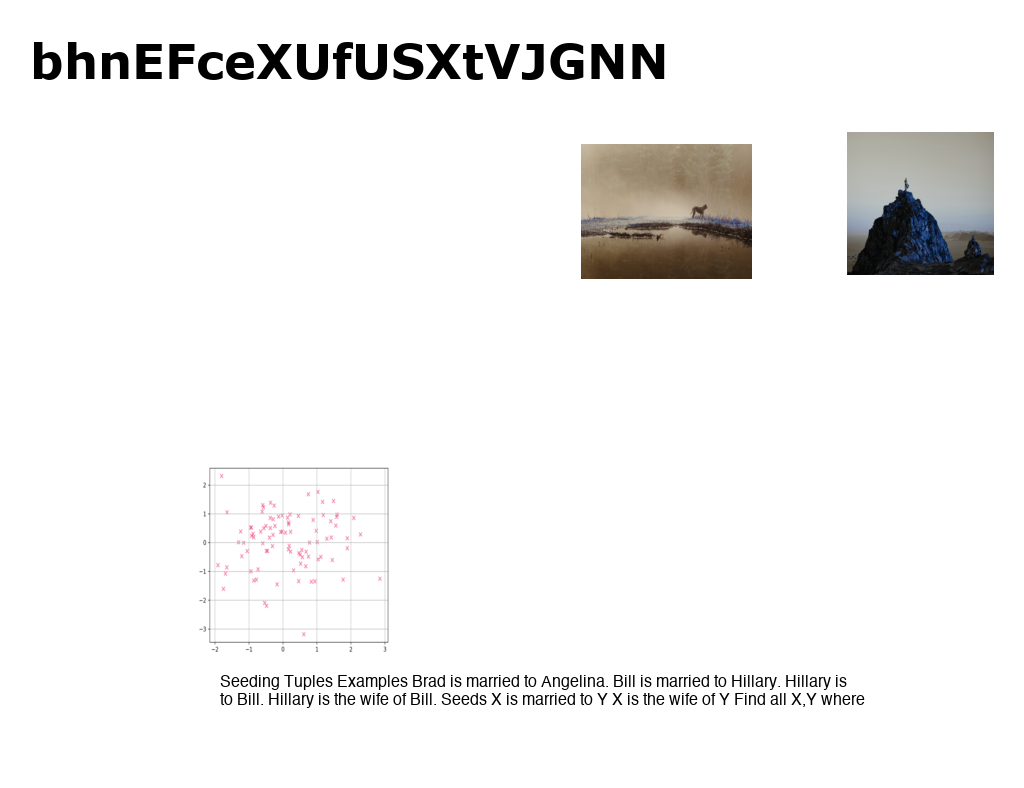 bhnEFceXUfUSXtVJGNN
2
1
0
−1
−2
−3
−2 −1 0 1 2 3
Seeding Tuples Examples Brad is married to Angelina. Bill is married to Hillary. Hillary is
to Bill. Hillary is the wife of Bill. Seeds X is married to Y X is the wife of Y Find all X,Y where